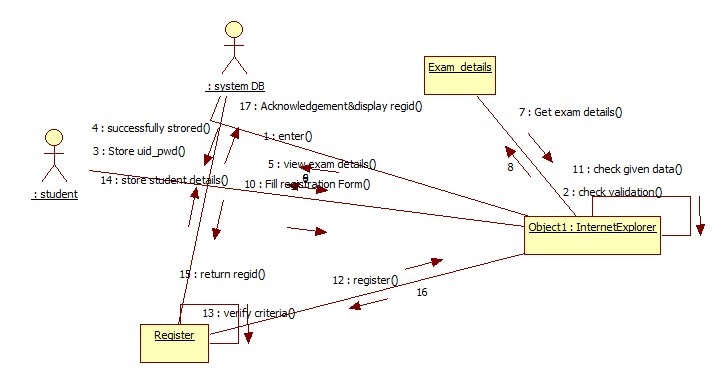 Exam_details
: system DB
17 : Acknowledgement&display regid()
7 : Get exam details()
4 : successfully strored()
1 : enter()
3 : Store uid_pwd()
5 : view exam details()
8
11 : check given data()
: student
14 : store student details()
10 : Fill registration Form()
2 : check validation()
Object1 : InternetExplorer
15 : return regid()
12 : register()
16
13 : verify criteria()
Register